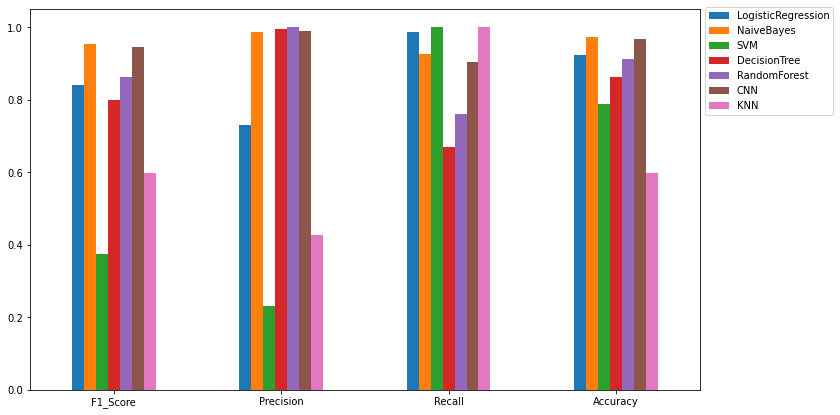 1.0
0.8
0.6
0.4
0.2
0.0
F1_Score
Precision
Recall
Accuracy
LogisticRegression
NaiveBayes
SVM
DecisionTree
RandomForest
CNN
KNN